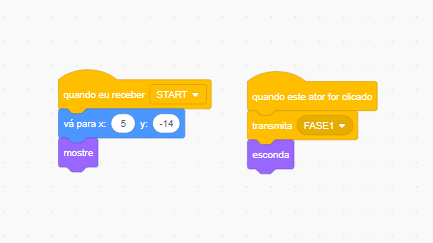 quando eu receber START
vá para x: 5 y: -14
mostre
quando este ator for clicado
transmita FASE1
esconda